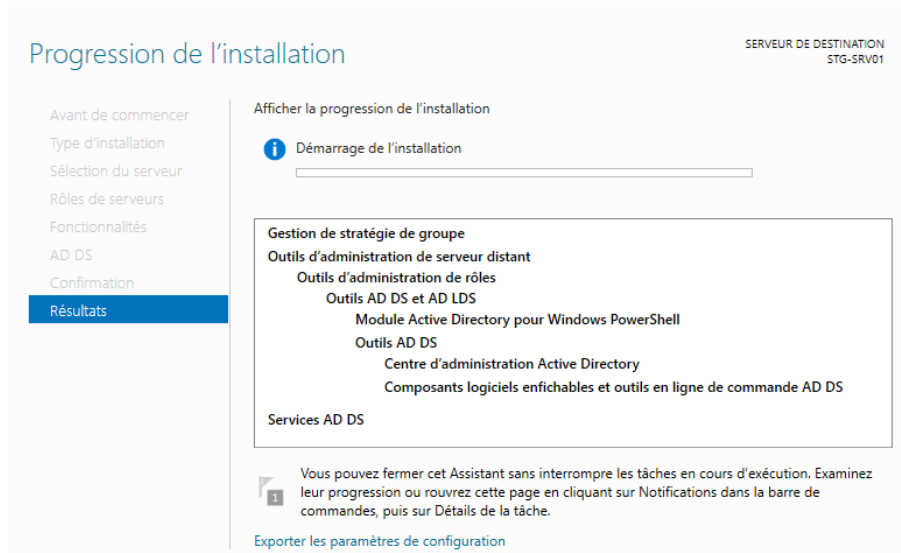 Progression de l’installation
SERVEUR DE DESTINATION
STG-SRV01
Avant de commencer
Type d'installation
Sélection du serveur
Rôles de serveurs
Fonctionnalités
AD DS
Confirmation
Résultats
Afficher la progression de l’installation
Démarrage de l’installation
Gestion de stratégie de groupe
Outils d’administration de serveur distant
Outils d’administration de rôles
Outils AD DS et AD LDS
Module Active Directory pour Windows PowerShell
Outils AD DS
Centre d’administration Active Directory
Composants logiciels enfichables et outils en ligne de commande AD DS
Services AD DS
1
Vous pouvez fermer cet Assistant sans interrompre les tâches en cours d’exécution. Examinez
leur progression ou rouvrez cette page en cliquant sur Notifications dans la barre de
commandes, puis sur Détails de la tâche.
Exporter les paramètres de configuration